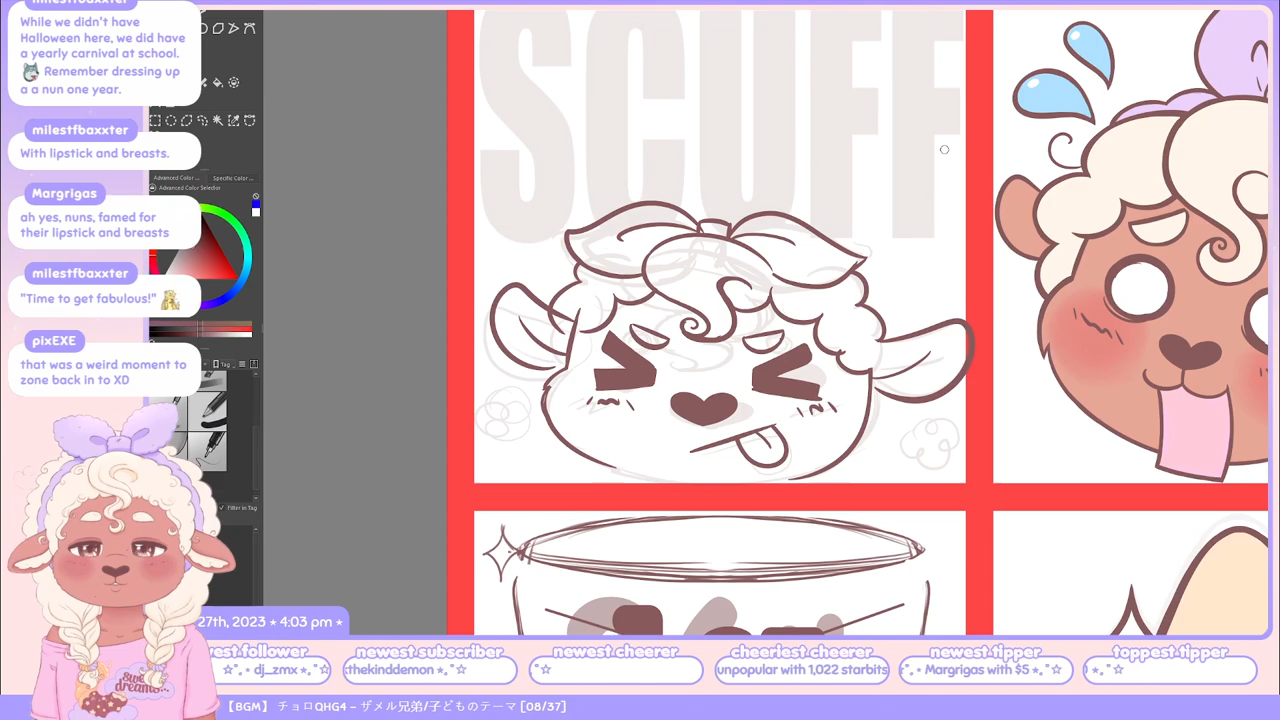 milestfbaxxter
While we didn't have
Halloween here, we did have
a yearly carnival at school.
Remember dressing up
a a nun one year.
milestfbaxxter
With lipstick and breasts.
Margrigas
ah yes, nuns, famed for
their lipstick and breasts
milestfbaxxter
"Time to get fabulous!"
pixEXE
that was a weird moment to
zone back in to XD
Advanced Color ...
Specific Color ...
Advanced Color Selector
Tag
Filter in Tag
SCUFF
sweet
dreams...
27th, 2023 ⋆ 4:03 pm ⋆
follower
newest subscriber
newest cheerer
cheeriest cheerer
newest tipper
toppest tipper
☆˚｡⋆ dj_zmx ⋆｡˚☆
thekinddemon ⋆｡˚☆
˚☆
unpopular with 1,022 starbits
˚｡⋆ Margrigas with $5 ⋆｡˚☆
⋆｡˚☆
【BGM】 チョロQHG4 – ザメル兄弟/子どものテーマ [08/37]